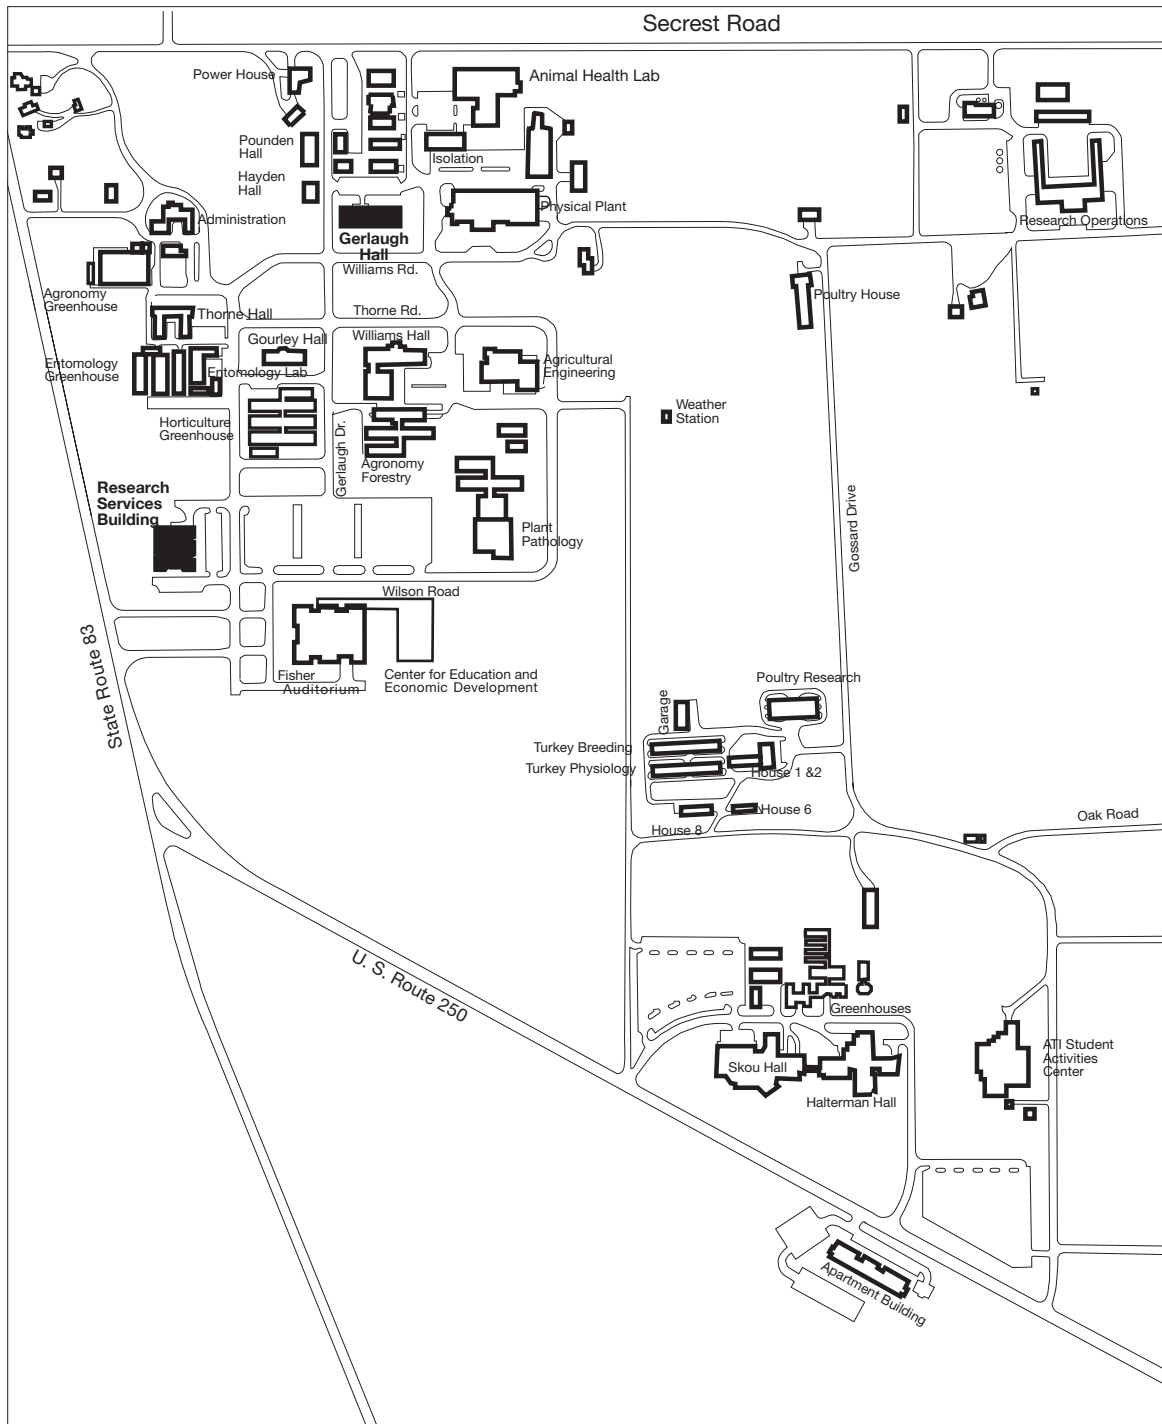 Secrest Road
Power House
Animal Health Lab
Pounden
Hall
Isolation
Hayden
Hall
Administration
Physical Plant
Research Operations
Gerlaugh
Hall
Williams Rd.
Agronomy
Greenhouse
Poultry House
Thorne Rd.
Thorne Hall
Gourley Hall
Williams Hall
Entomology
Greenhouse
Entomology Lab
Agricultural
Engineering
Weather
Station
Horticulture
Greenhouse
Gerlaugh Dr.
Agronomy
Forestry
Research
Services
Building
Plant
Pathology
Gossard Drive
Wilson Road
State Route 83
Fisher
Auditorium
Center for Education and
Economic Development
Poultry Research
Garage
Turkey Breeding
Turkey Physiology
House 1 &2
House 6
House 8
Oak Road
U. S. Route 250
Greenhouses
Skou Hall
Halterman Hall
ATI Student
Activities
Center
Apartment Building